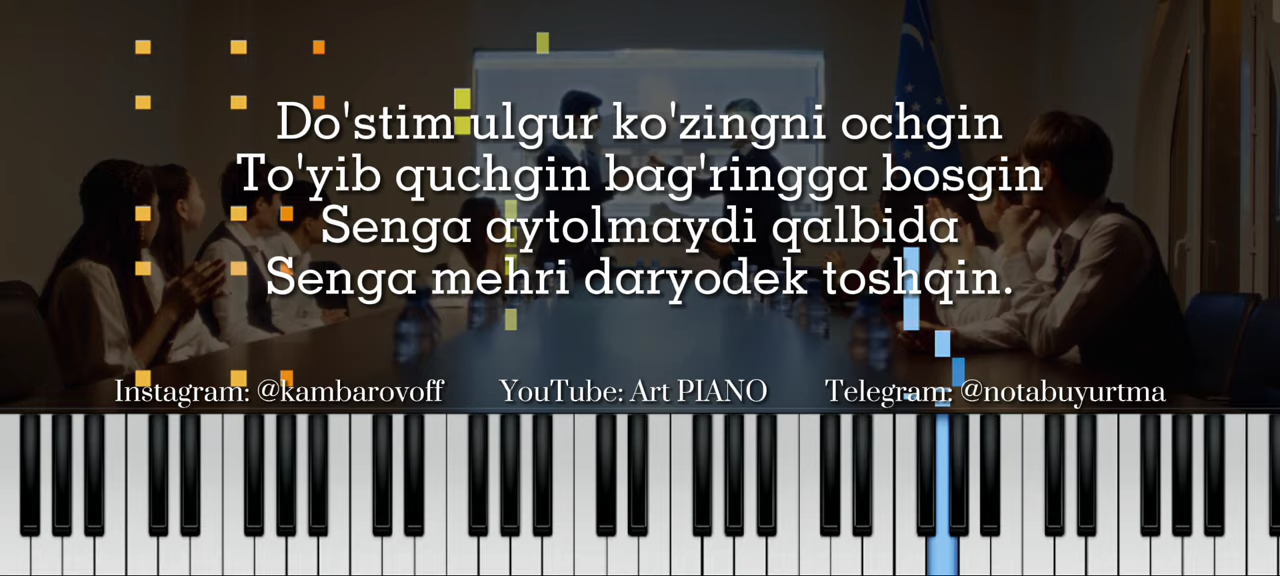 Do'stim ulgur ko'zingni ochgin
To'yib quchgin bag'ringga bosgin
Senga aytolmaydi qalbida
Senga mehri daryodek toshqin.
Instagram: @kambarovoff YouTube: Art PIANO Telegram: @notabuyurtma